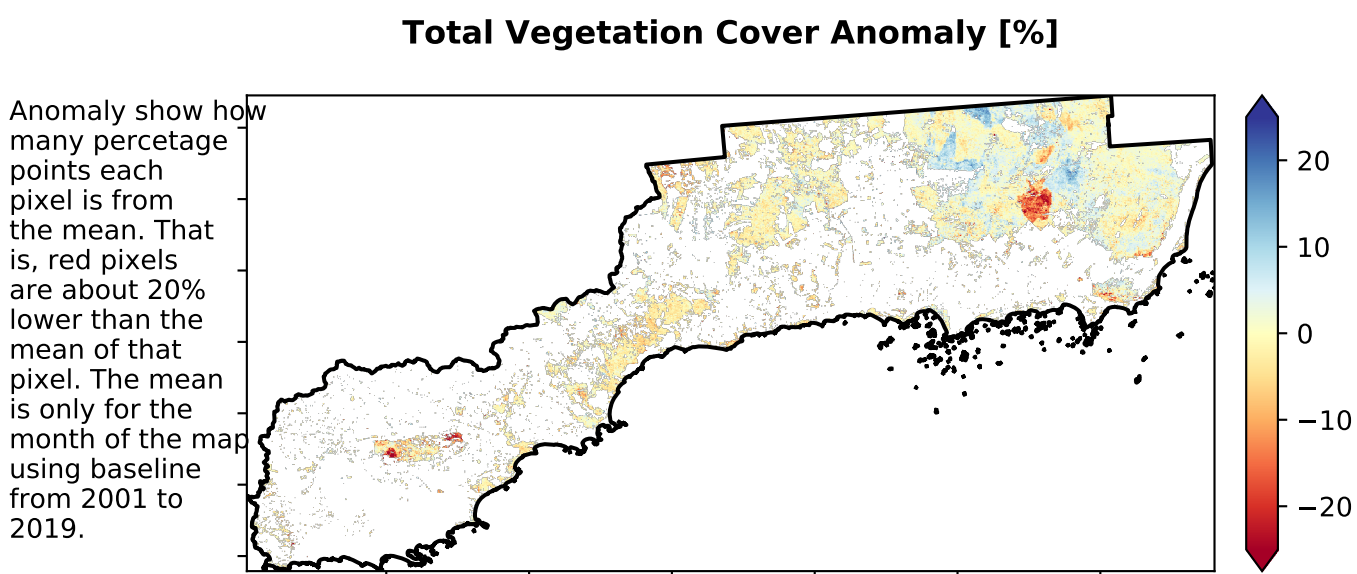 Total Vegetation Cover Anomaly [%]
Anomaly show how
many percetage
points each
pixel is from
the mean. That
is, red pixels
are about 20%
lower than the
mean of that
pixel. The mean
is only for the
month of the map
using baseline
from 2001 to
2019.
20
10
0
−10
−20